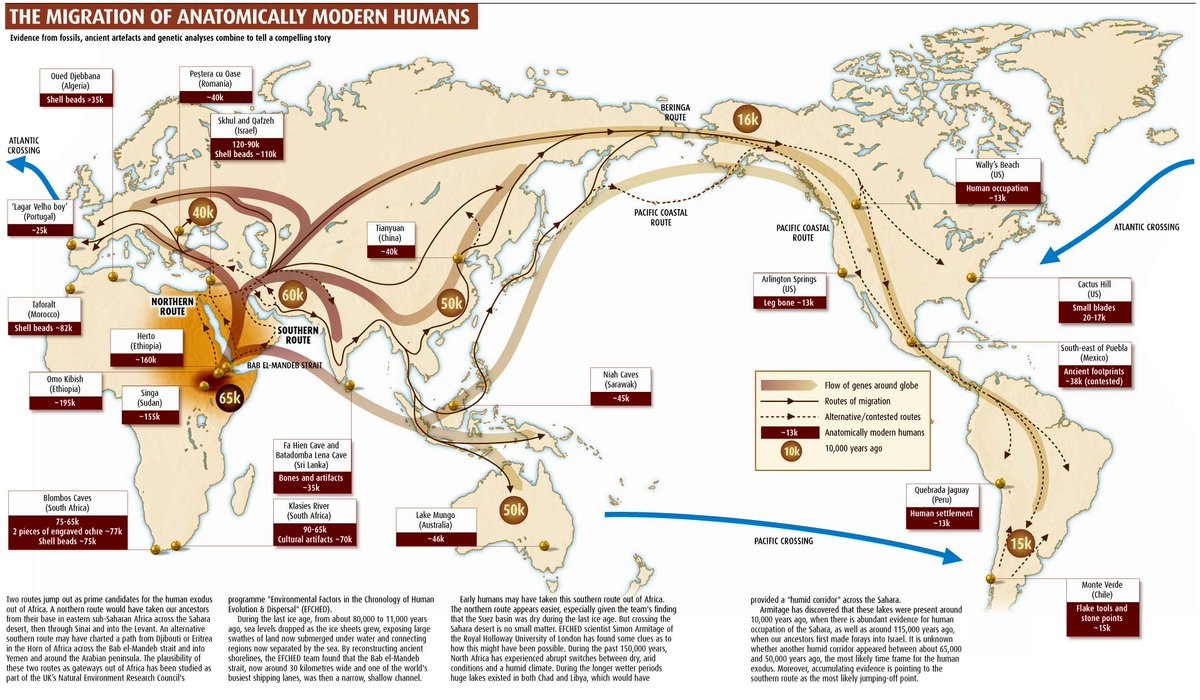 THE MIGRATION OF ANATOMICALLY MODERN HUMANS
Evidence from fossils, ancient artefacts and genetic analyses combine to tell a compelling story
Oued Djebbana
(Algeria)
Shell beads >35k
Peştera cu Oase
(Romania)
~40k
Skhul and Qafzeh
(Israel)
120-90k
Shell beads ~110k
ATLANTIC
CROSSING
'Lagar Velho boy'
(Portugal)
~25k
40k
Tianyuan
(China)
~40k
BERINGA
ROUTE
16k
PACIFIC COASTAL
ROUTE
PACIFIC COASTAL
ROUTE
Wally's Beach
(US)
Human occupation
~13k
ATLANTIC CROSSING
Arlington Springs
(US)
Leg bone ~13k
Cactus Hill
(US)
Small blades
20-17k
Taforalt
(Morocco)
Shell beads ~82k
NORTHERN
ROUTE
60k
50k
SOUTHERN
ROUTE
BAB EL-MANDEB STRAIT
Herto
(Ethiopia)
~160k
Omo Kibish
(Ethiopia)
~195k
Singa
(Sudan)
~155k
65k
Niah Caves
(Sarawak)
~45k
South-east of Puebla
(Mexico)
Ancient footprints
~38k (contested)
Flow of genes around globe
Routes of migration
Alternative/contested routes
~13k
Anatomically modern humans
10k
10,000 years ago
Fa Hien Cave and
Batadomba Lena Cave
(Sri Lanka)
Bones and artifacts
~35k
Blombos Caves
(South Africa)
75-65k
2 pieces of engraved ochre ~77k
Shell beads ~75k
Klasies River
(South Africa)
90-65k
Cultural artifacts ~70k
Lake Mungo
(Australia)
~46k
50k
PACIFIC CROSSING
Quebrada Jaguay
(Peru)
Human settlement
~13k
15k
Monte Verde
(Chile)
Flake tools and
stone points
~15k
Two routes jump out as prime candidates for the human exodus
out of Africa. A northern route would have taken our ancestors
from their base in eastern sub-Saharan Africa across the Sahara
desert, then through Sinai and into the Levant. An alternative
southern route may have charted a path from Djibouti or Eritrea
in the Horn of Africa across the Bab el-Mandeb strait and into
Yemen and around the Arabian peninsula. The plausibility of
these two routes as gateways out of Africa has been studied as
part of the UK's Natural Environment Research Council's
programme "Environmental Factors in the Chronology of Human
Evolution & Dispersal" (EFCHED).
During the last ice age, from about 80,000 to 11,000 years
ago, sea levels dropped as the ice sheets grew, exposing large
swathes of land now submerged under water and connecting
regions now separated by the sea. By reconstructing ancient
shorelines, the EFCHED team found that the Bab el-Mandeb
strait, now around 30 kilometres wide and one of the world's
busiest shipping lanes, was then a narrow, shallow channel.
Early humans may have taken this southern route out of Africa.
The northern route appears easier, especially given the team's finding
that the Suez basin was dry during the last ice age. But crossing the
Sahara desert is no small matter. EFCHED scientist Simon Armitage of
the Royal Holloway University of London has found some clues as to
how this might have been possible. During the past 150,000 years,
North Africa has experienced abrupt switches between dry, arid
conditions and a humid climate. During the longer wetter periods
huge lakes existed in both Chad and Libya, which would have
provided a "humid corridor" across the Sahara.
Armitage has discovered that these lakes were present around
10,000 years ago, when there is abundant evidence for human
occupation of the Sahara, as well as around 115,000 years ago,
when our ancestors first made forays into Israel. It is unknown
whether another humid corridor appeared between about 65,000
and 50,000 years ago, the most likely time frame for the human
exodus. Moreover, accumulating evidence is pointing to the
southern route as the most likely jumping-off point.